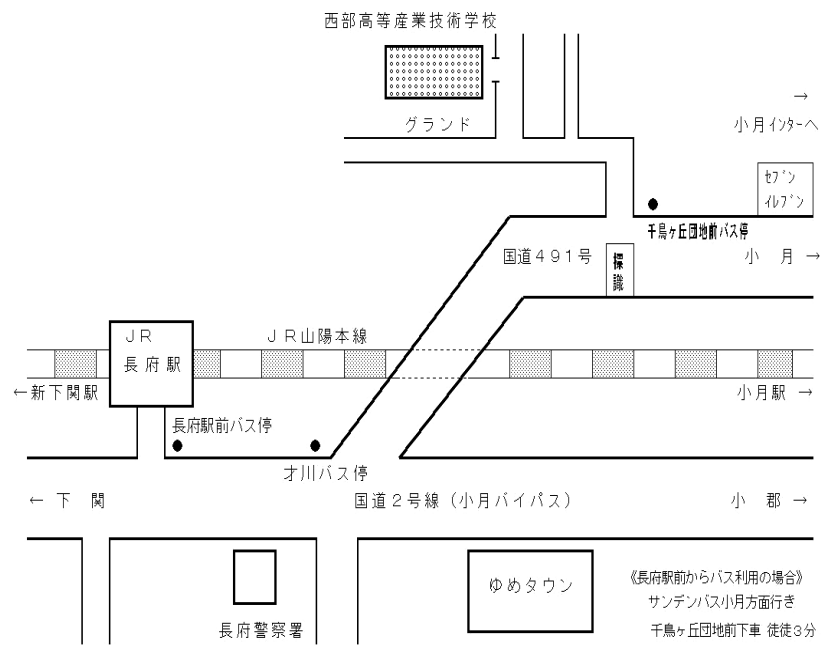 西部高等産業技術学校
グランド
→
小月インターへ
セブン
イレブン
千鳥ヶ丘団地前バス停
国道491号
標識
小 月 →
JR
長府駅
JR山陽本線
←新下関駅
小月駅 →
長府駅前バス停
才川バス停
← 下 関
国道2号線(小月バイパス)
小 郡 →
長府警察署
ゆめタウン
《長府駅前からバス利用の場合》
サンデンバス小月方面行き
千鳥ヶ丘団地前下車 徒徒3分